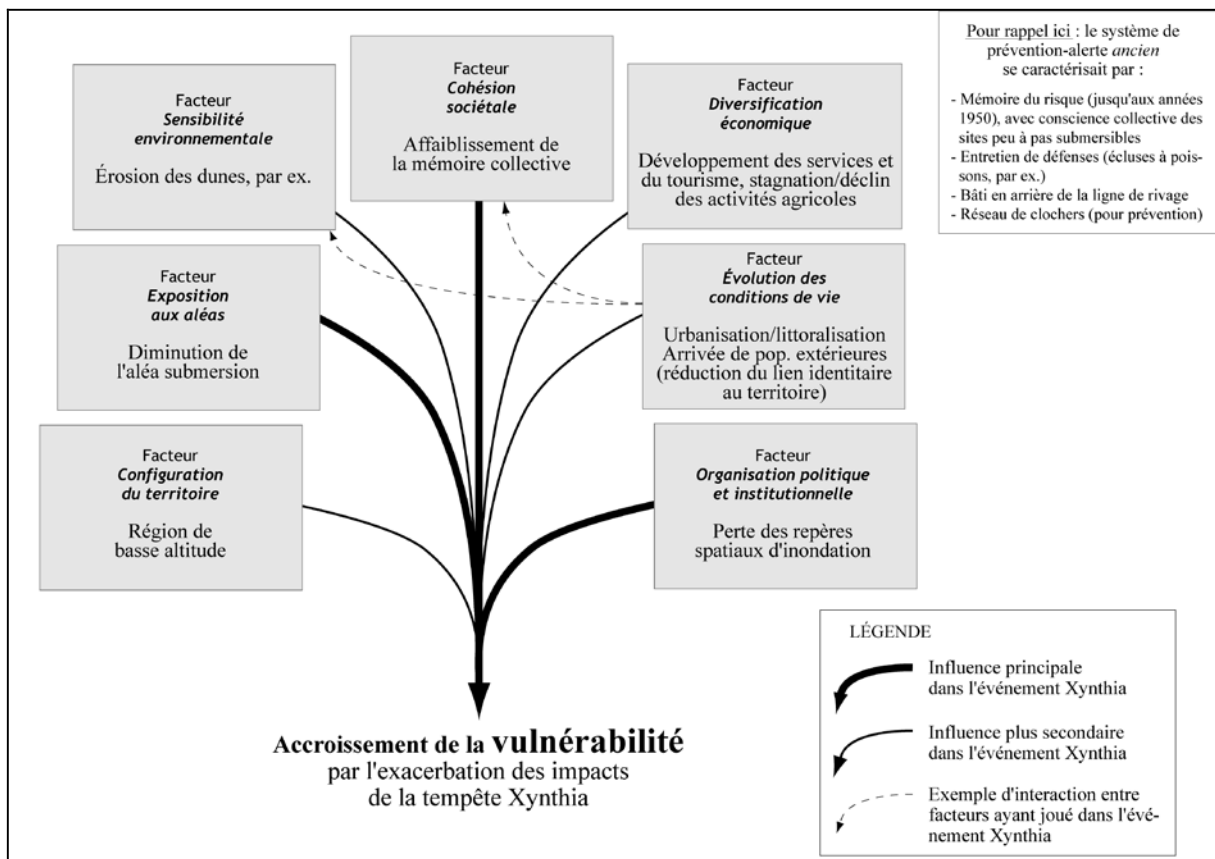 Facteur
Sensibilité
environnementale
Érosion des dunes, par ex.
Facteur
Cohésion
sociétale
Affaiblissement de
la mémoire collective
Facteur
Diversification
économique
Développement des services et
du tourisme, stagnation/déclin
des activités agricoles
Pour rappel ici : le système de
prévention-alerte ancien
se caractérisait par :
- Mémoire du risque (jusqu'aux années
1950), avec conscience collective des
sites peu à pas submersibles
- Entretien de défenses (écluses à pois-
sons, par ex.)
- Bâti en arrière de la ligne de rivage
- Réseau de clochers (pour prévention)
Facteur
Exposition
aux aléas
Diminution de
l'aléa submersion
Facteur
Évolution des
conditions de vie
Urbanisation/littoralisation
Arrivée de pop. extérieures
(réduction du lien identitaire
au territoire)
Facteur
Configuration
du territoire
Région de
basse altitude
Facteur
Organisation politique
et institutionnelle
Perte des repères
spatiaux d'inondation
Accroissement de la vulnérabilité
par l'exacerbation des impacts
de la tempête Xynthia
LÉGENDE
Influence principale
dans l'événement Xynthia
Influence plus secondaire
dans l'événement Xynthia
Exemple d'interaction entre
facteurs ayant joué dans l'évé-
nement Xynthia